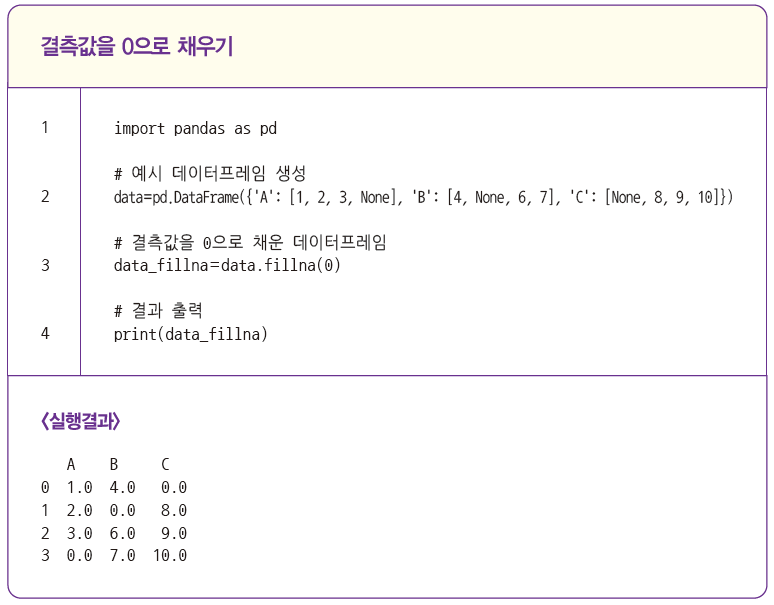 결측값을 0으로 채우기
1 import pandas as pd
# 예시 데이터프레임 생성
2 data=pd.DataFrame({'A': [1, 2, 3, None], 'B': [4, None, 6, 7], 'C': [None, 8, 9, 10]})
# 결측값을 0으로 채운 데이터프레임
3 data_fillna=data.fillna(0)
# 결과 출력
4 print(data_fillna)
<실행결과>
A B C
0 1.0 4.0 0.0
1 2.0 0.0 8.0
2 3.0 6.0 9.0
3 0.0 7.0 10.0